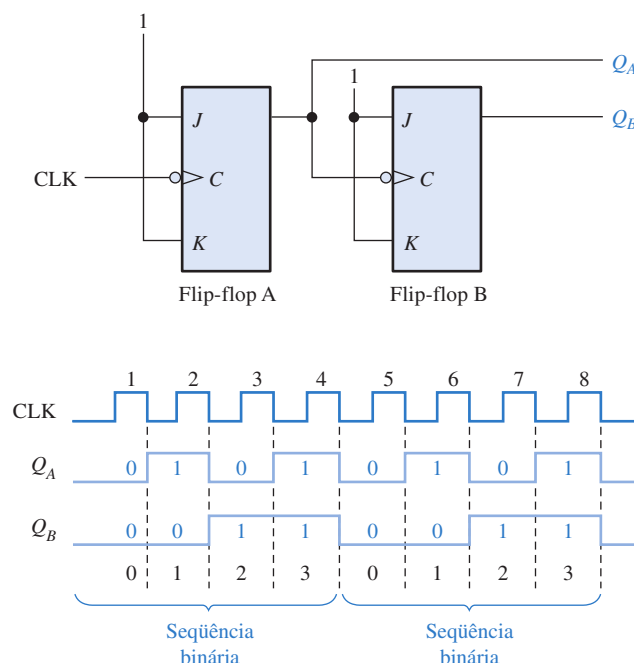 1
1
Q_A
J
J
Q_B
CLK
C
C
K
K
Flip-flop A
Flip-flop B
1 2 3 4 5 6 7 8
CLK
Q_A 0 1 0 1 0 1 0 1
Q_B 0 0 1 1 0 0 1 1
0 1 2 3 0 1 2 3
Seqüência
binária
Seqüência
binária